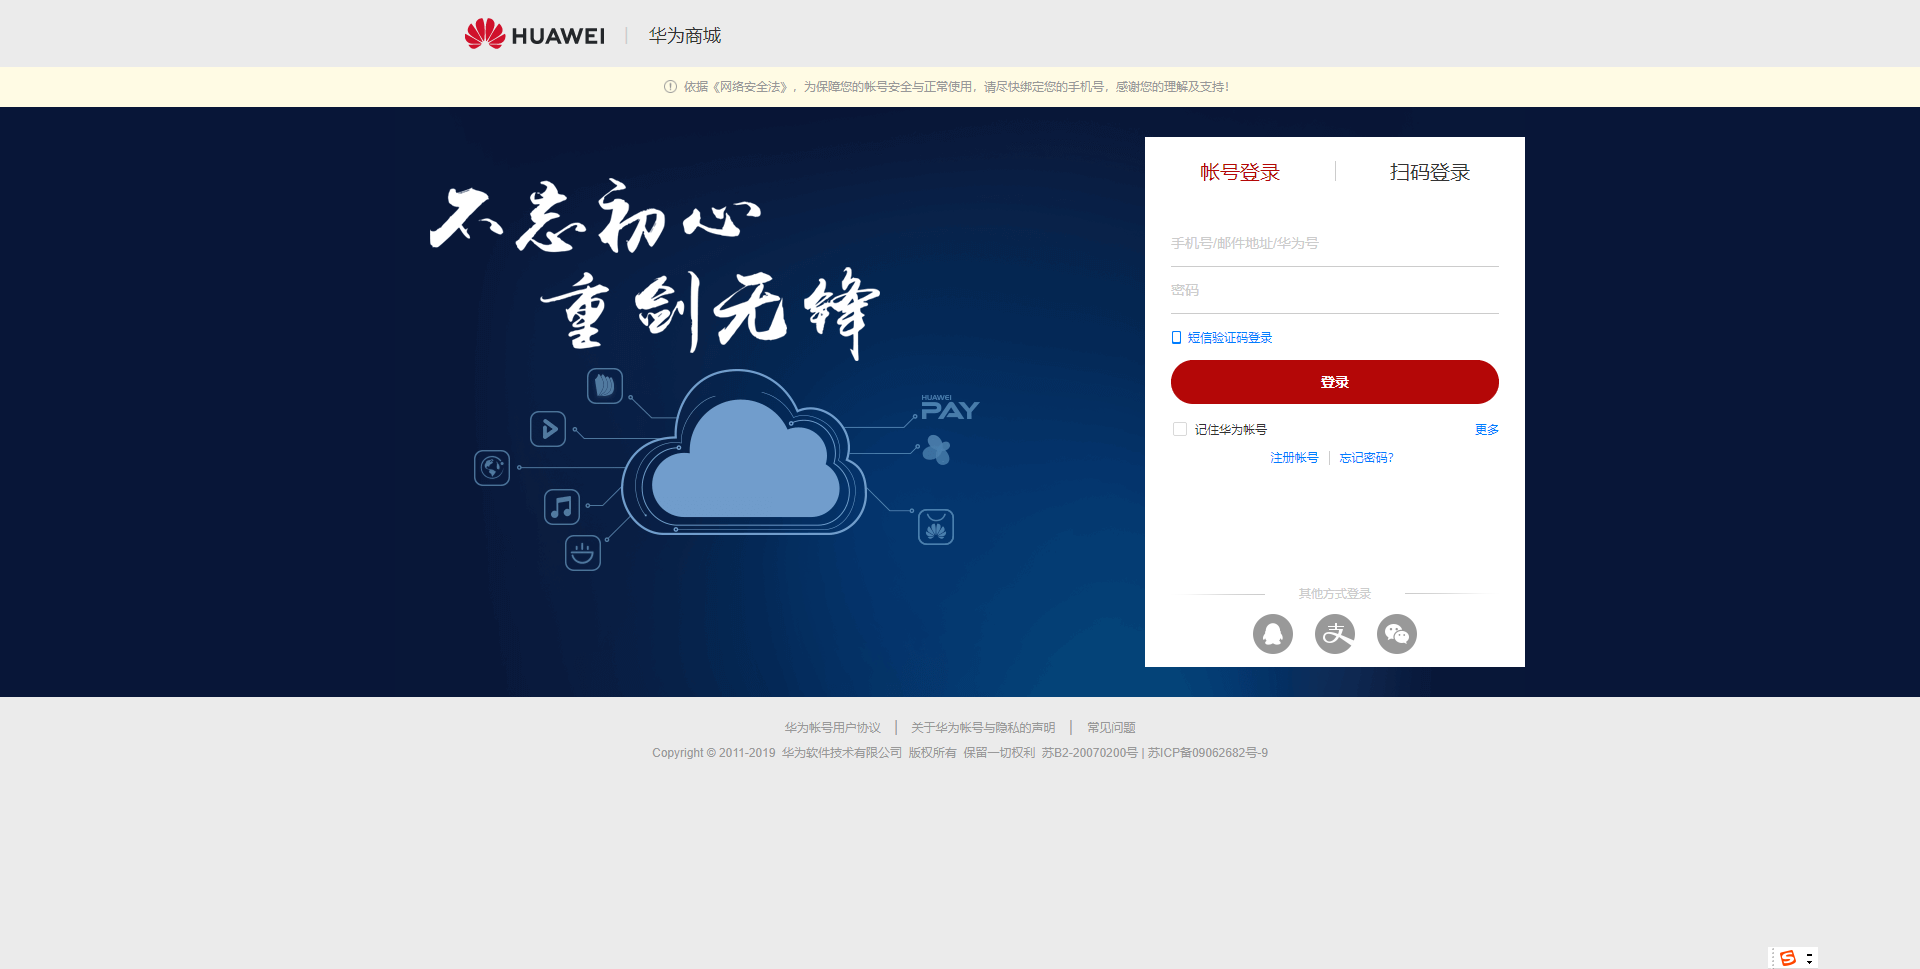 HUAWEI | 华为商城
依据《网络安全法》，为保障您的帐号安全与正常使用，请尽快绑定您的手机号，感谢您的理解及支持！
不忘初心
重剑无锋
HUAWEI
PAY
帐号登录
扫码登录
手机号/邮件地址/华为号
密码
短信验证码登录
登录
记住华为帐号
更多
注册帐号 | 忘记密码?
其他方式登录
支
华为帐号用户协议 | 关于华为帐号与隐私的声明 | 常见问题
Copyright © 2011-2019 华为软件技术有限公司 版权所有 保留一切权利 苏B2-20070200号 | 苏ICP备09062682号-9